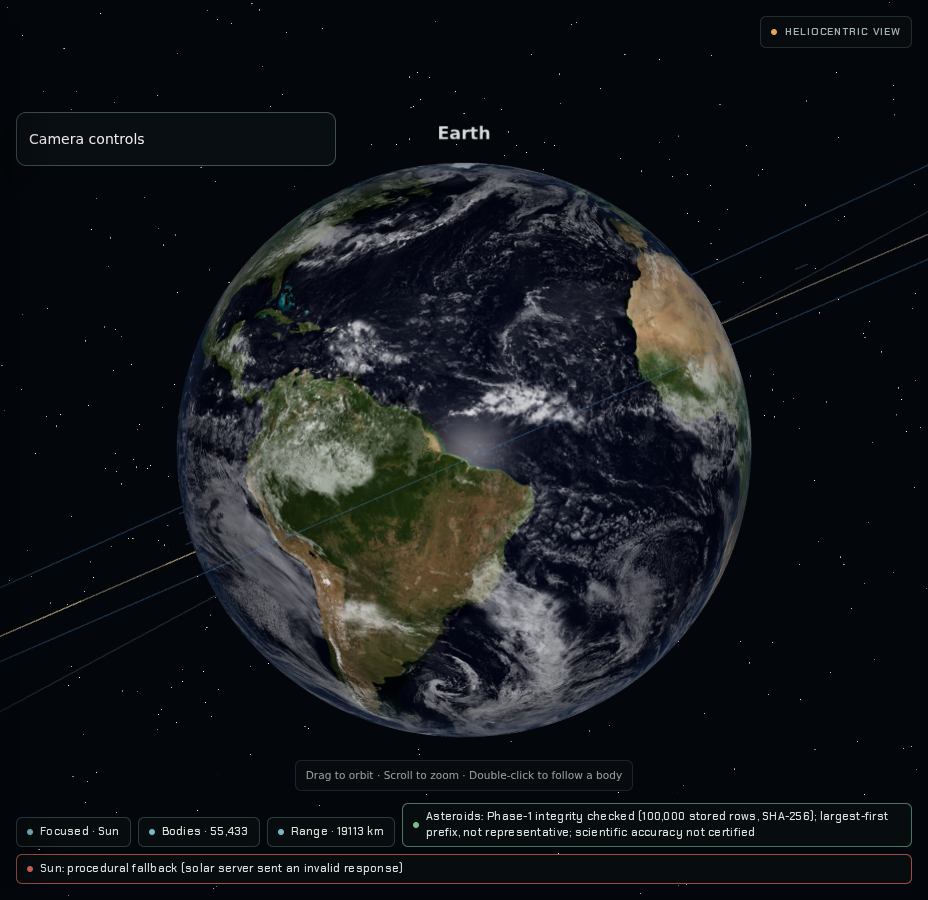 HELIOCENTRIC VIEW
Camera controls
Earth
Drag to orbit · Scroll to zoom · Double-click to follow a body
Focused · Sun
Bodies · 55,433
Range · 19113 km
Asteroids: Phase-1 integrity checked (100,000 stored rows, SHA-256); largest-first
prefix, not representative; scientific accuracy not certified
Sun: procedural fallback (solar server sent an invalid response)